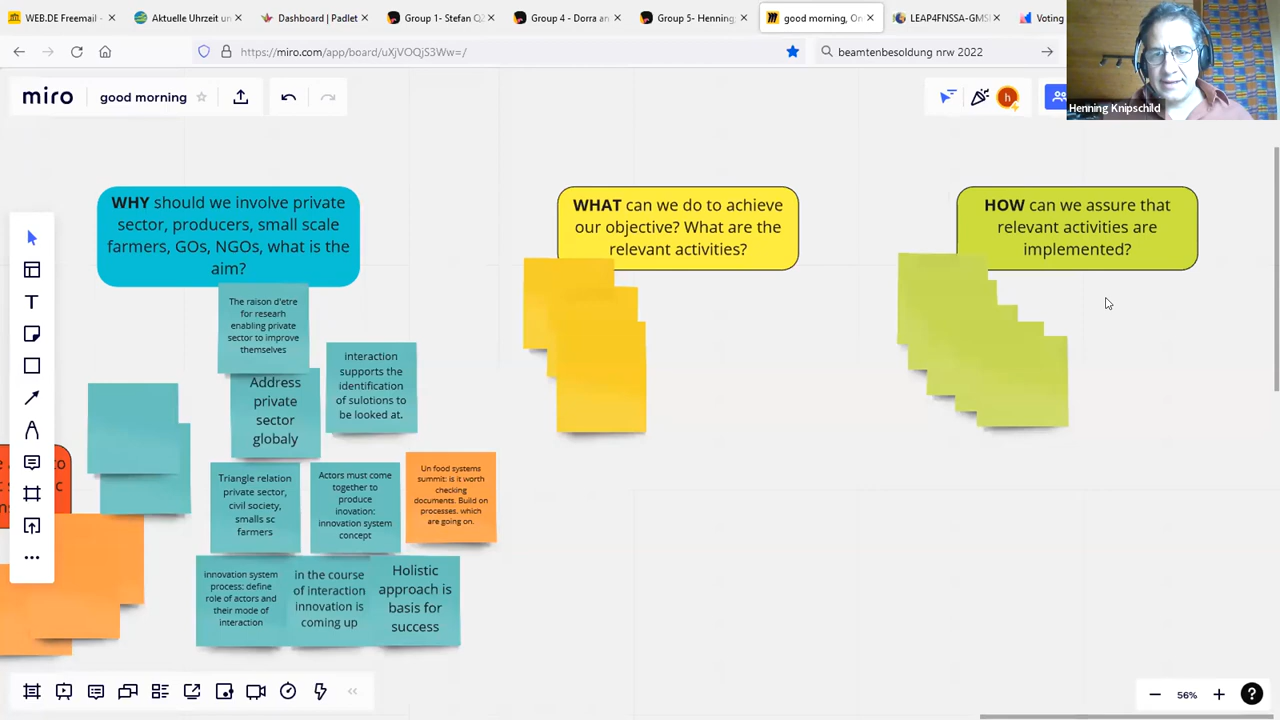 WEB.DE Freemail -
Aktuelle Uhrzeit un
Dashboard | Padlet
Group 1- Stefan Q
Group 4 - Dorra an
Group 5- Henning,
good morning, On
LEAP4FNSSA-GMS
Voting
https://miro.com/app/board/uXjVOQjS3Ww=/
beamtenbesoldung nrw 2022
Henning Knipschild
miro
good morning
h
WHY should we involve private
sector, producers, small scale
farmers, GOs, NGOs, what is the
aim?
WHAT can we do to achieve
our objective? What are the
relevant activities?
HOW can we assure that
relevant activities are
implemented?
The raison d'etre
for researh
enabling private
sector to improve
themselves
interaction
supports the
identification
of sulotions to
be looked at.
Address
private
sector
globaly
Triangle relation
private sector,
civil society,
smalls sc
farmers
Actors must come
together to
produce
inovation;
innovation system
concept
Un food systems
summit: is it worth
checking
documents. Build on
processes, which
are going on.
innovation system
process: define
role of actors and
their mode of
interaction
in the course
of interaction
innovation is
coming up
Holistic
approach is
basis for
success
T
56%
?